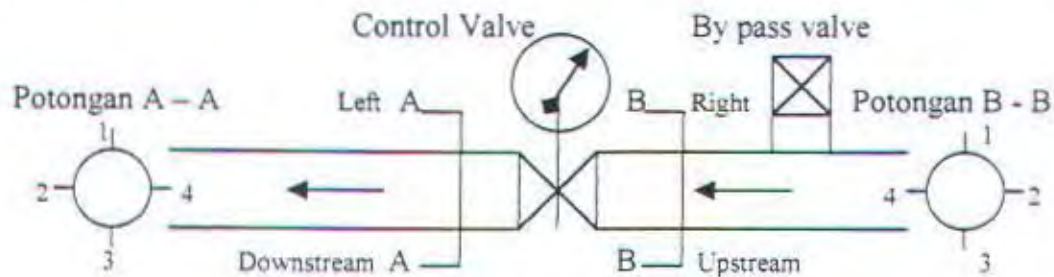 Control Valve
By pass valve
Potongan A – A
Left A
B Right
Potongan B - B
1
2
4
3
1
4
2
3
Downstream A
B Upstream